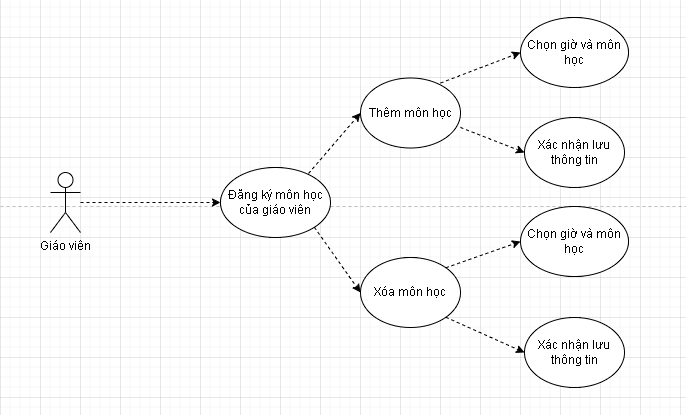 Chọn giờ và môn
học
Thêm môn học
Xác nhận lưu
thông tin
Đăng ký môn học
của giáo viên
Giáo viên
Chọn giờ và môn
học
Xóa môn học
Xác nhận lưu
thông tin